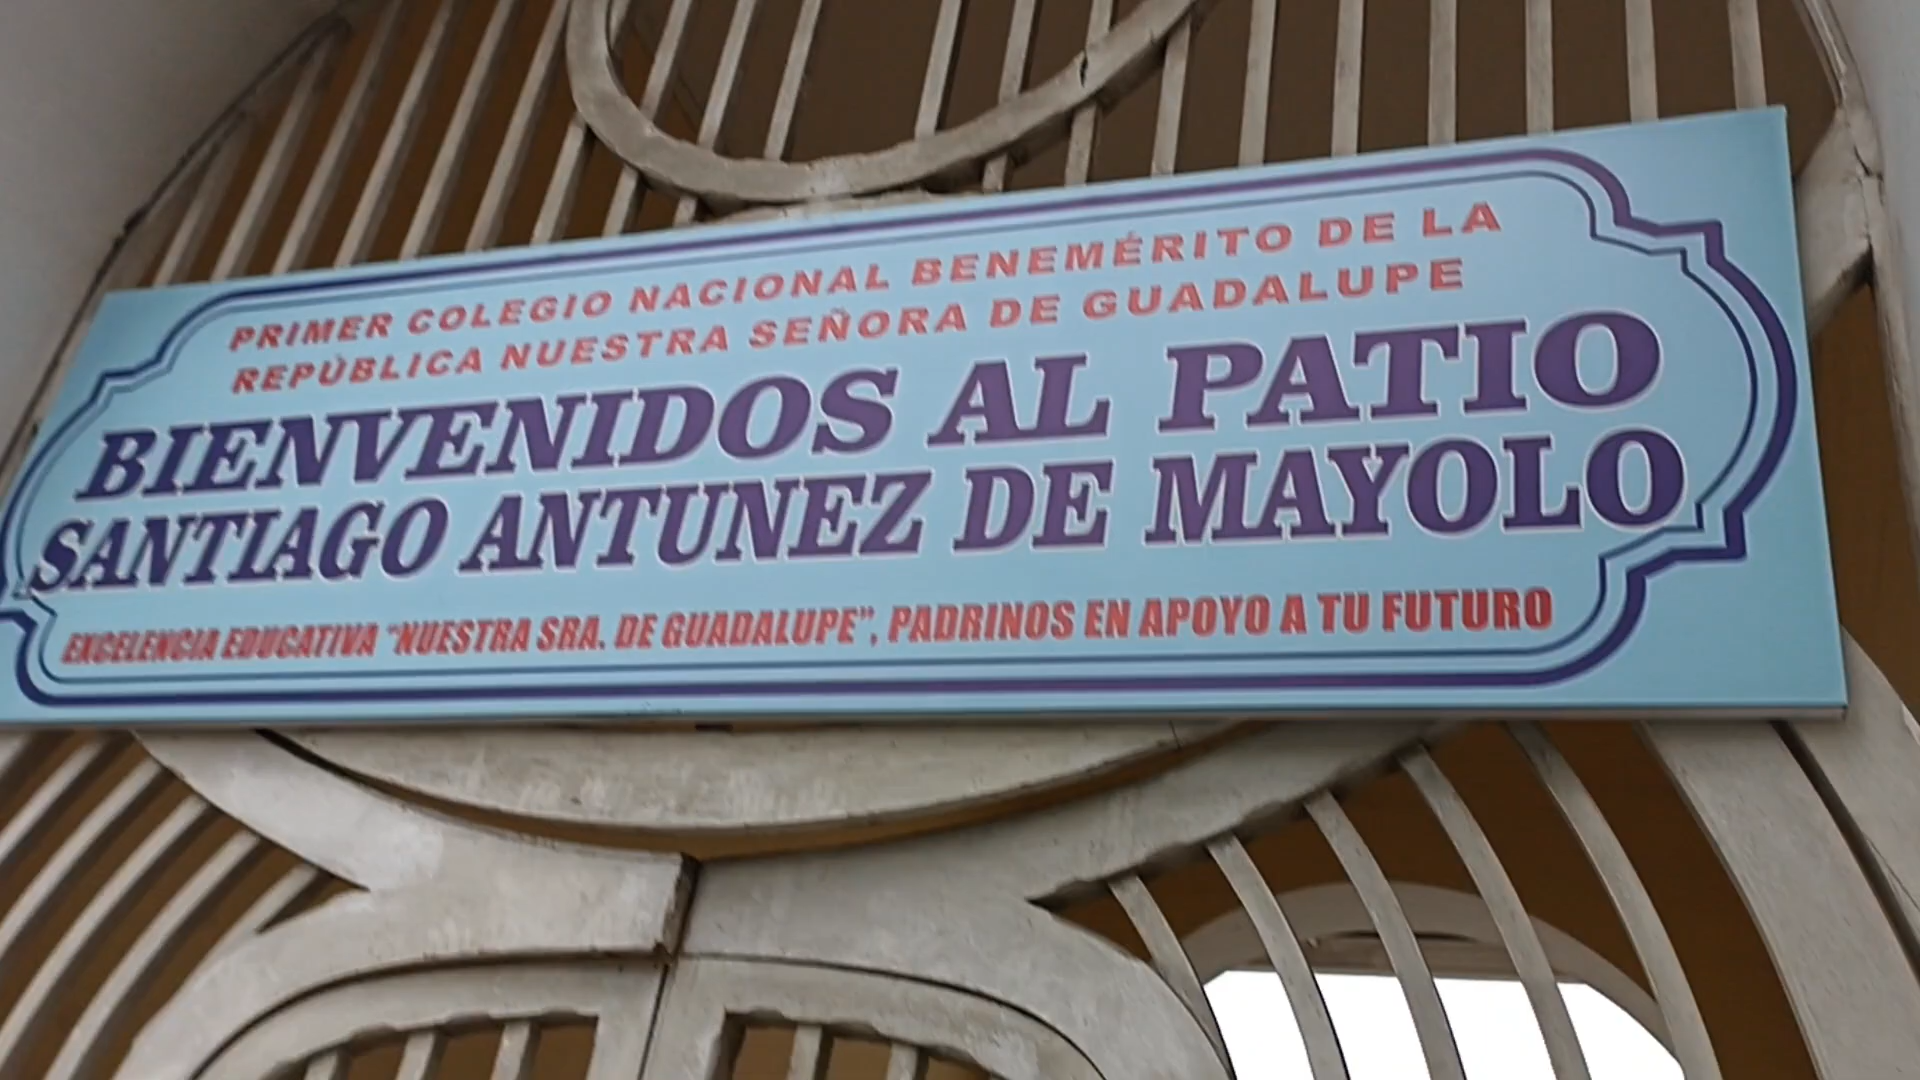 PRIMER COLEGIO NACIONAL BENEMÉRITO DE LA
REPÚBLICA NUESTRA SEÑORA DE GUADALUPE
BIENVENIDOS AL PATIO
SANTIAGO ANTUNEZ DE MAYOLO
EXCELENCIA EDUCATIVA "NUESTRA SRA. DE GUADALUPE", PADRINOS EN APOYO A TU FUTURO